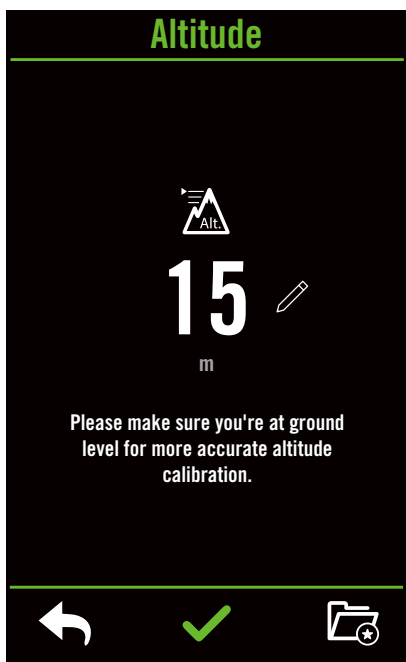 Altitude
Alt.
15
m
Please make sure you're at ground
level for more accurate altitude
calibration.